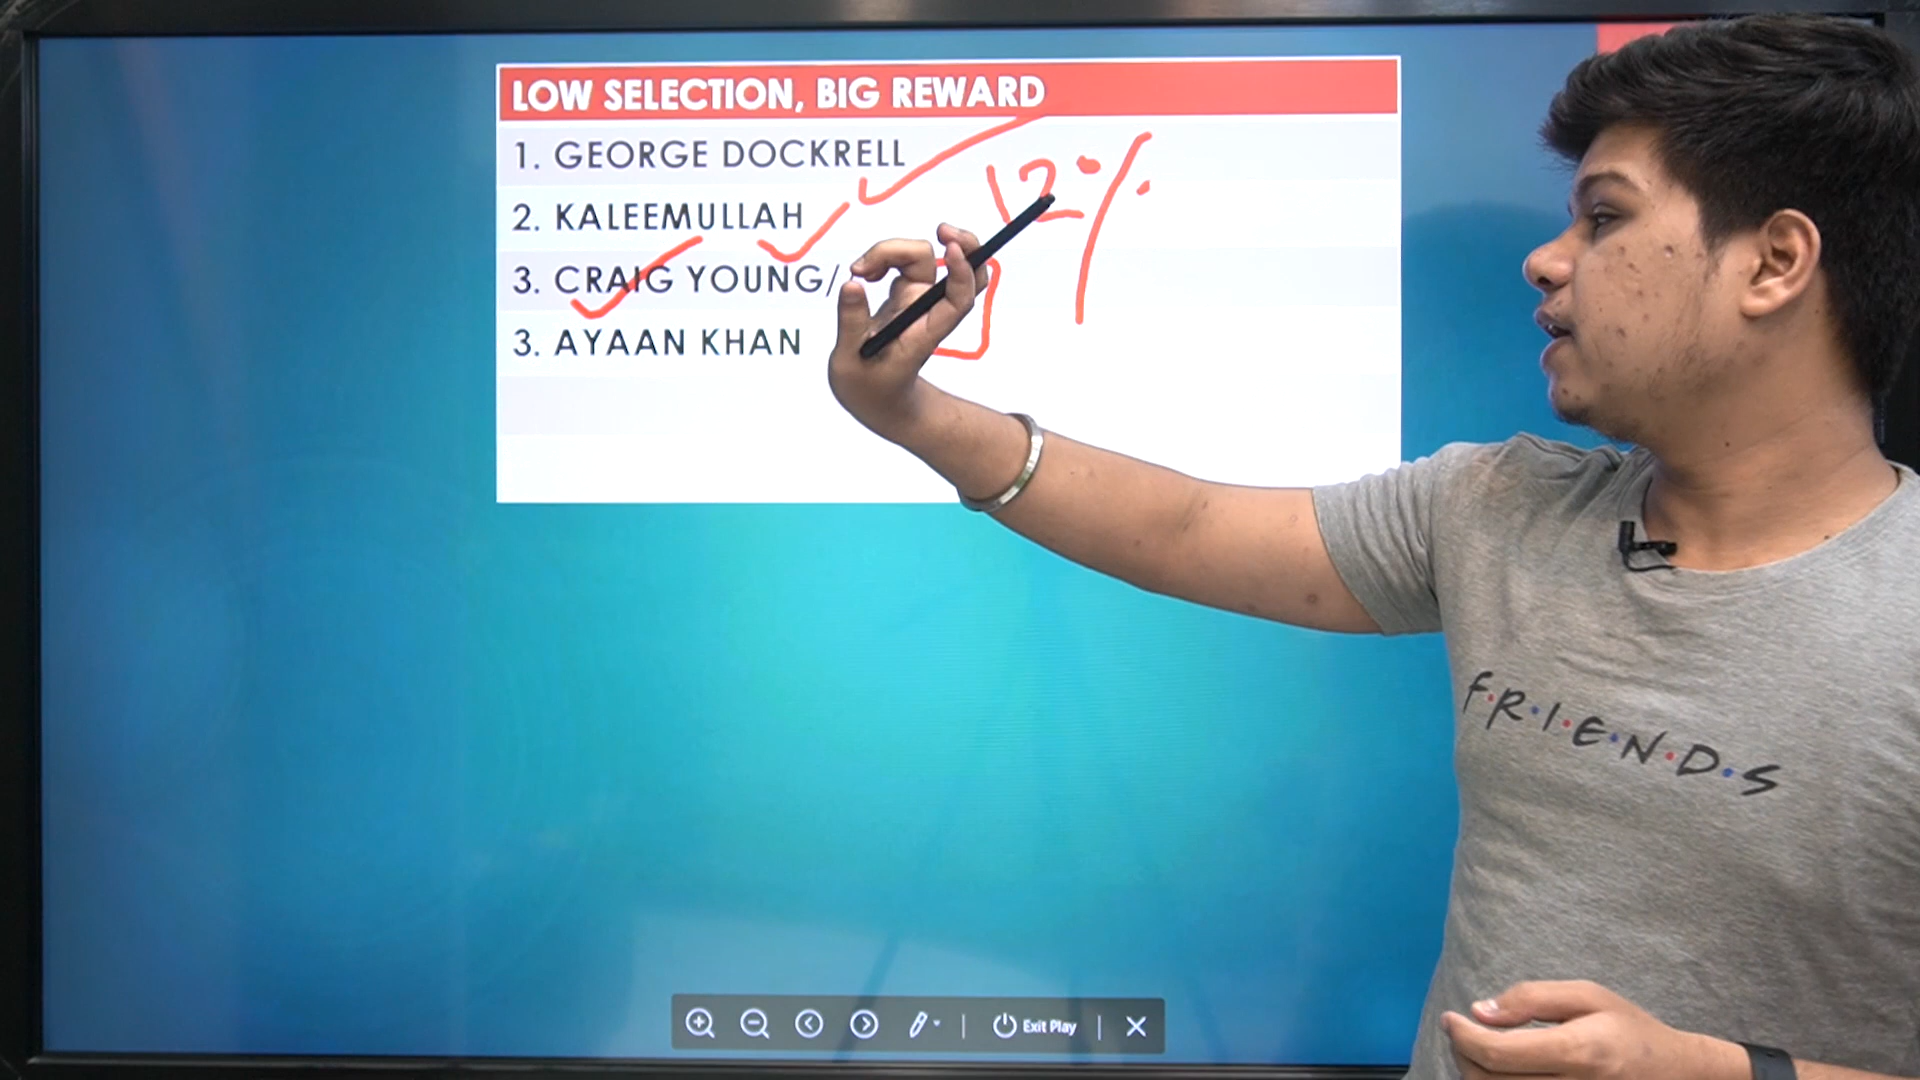 LOW SELECTION, BIG REWARD
1. GEORGE DOCKRELL
12%
2. KALEEMULLAH
3. CRAIG YOUNG/
3. AYAAN KHAN
F·R·I·E·N·D·S
Exit Play